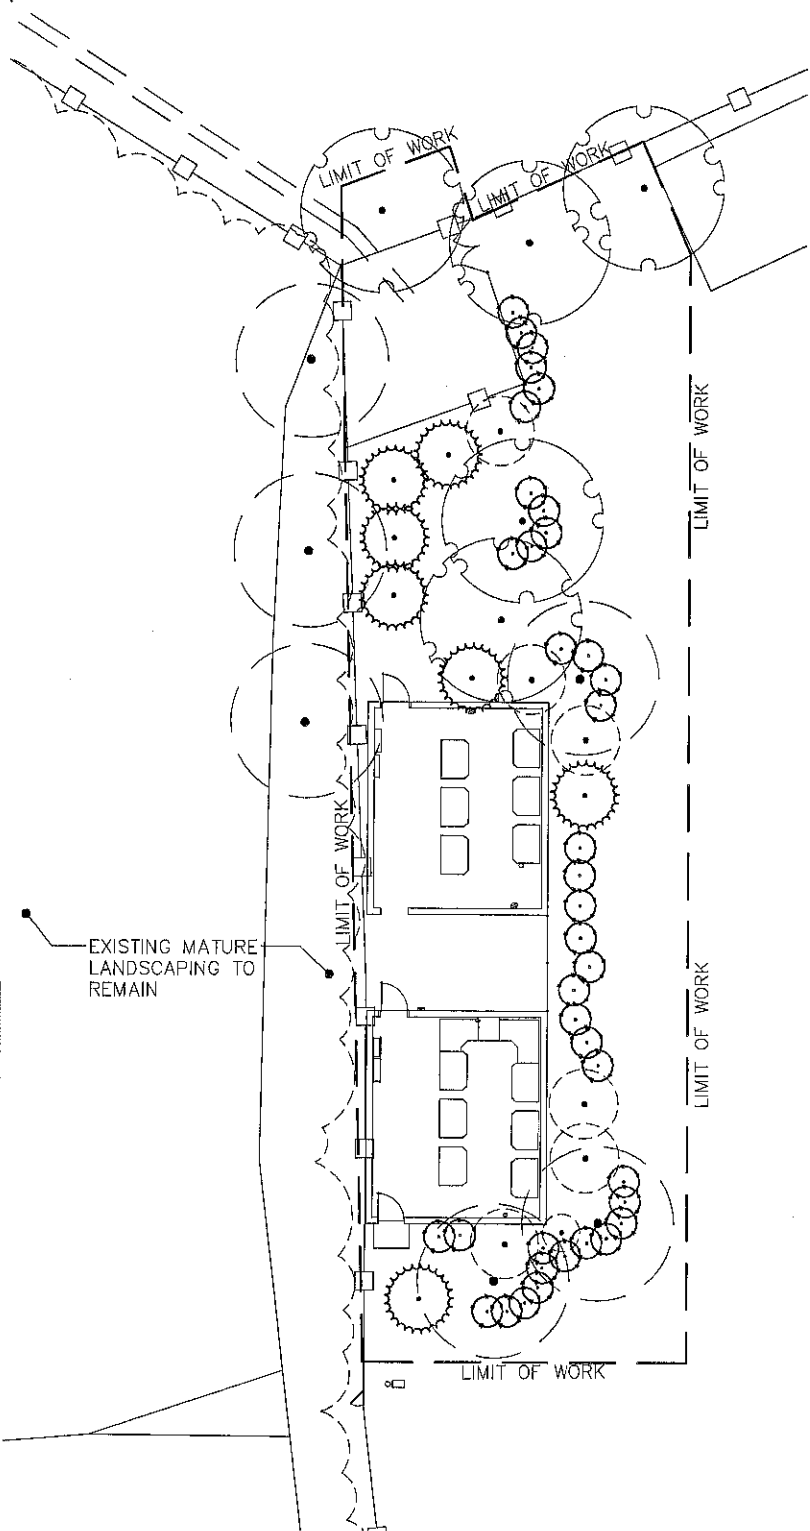 LIMIT OF WORK
LIMIT OF WORK
LIMIT OF WORK
LIMIT OF WORK
EXISTING MATURE
LANDSCAPING TO
REMAIN
LIMIT OF WORK
LIMIT OF WORK